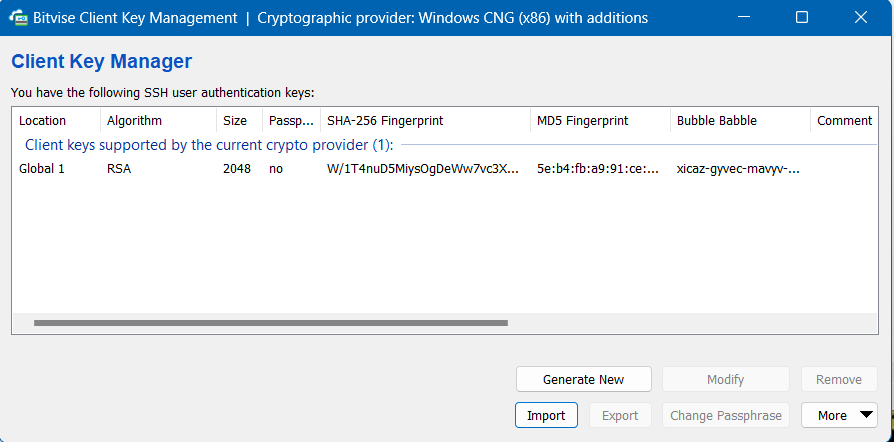 Bitvise Client Key Management | Cryptographic provider: Windows CNG (x86) with additions
Client Key Manager
You have the following SSH user authentication keys:
Location Algorithm Size Passp... SHA-256 Fingerprint MD5 Fingerprint Bubble Babble Comment
Client keys supported by the current crypto provider (1):
Global 1 RSA 2048 no W/1T4nuD5MiysOgDeWw7vc3X... 5e:b4:fb:a9:91:ce:... xicaz-gyvec-mavyv-...
Generate New Modify Remove
Import Export Change Passphrase More